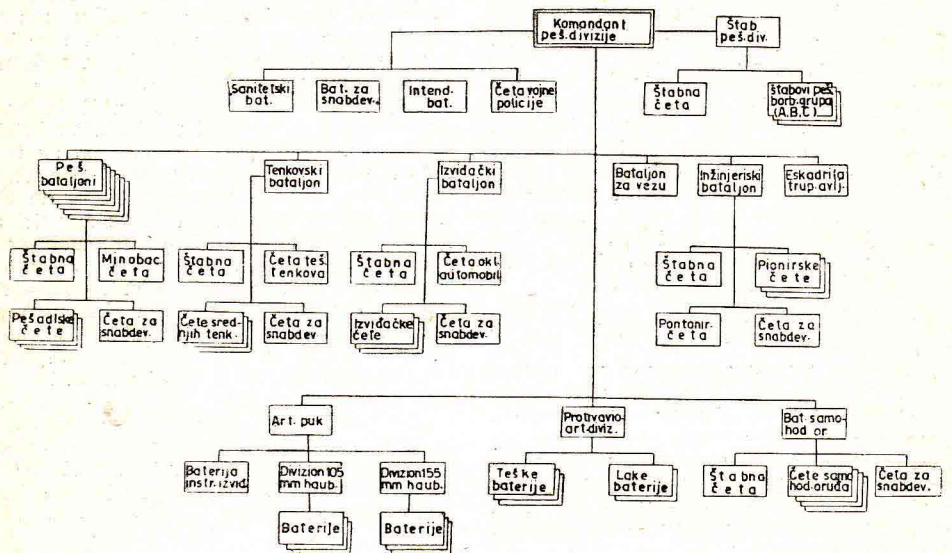 Komandant
peš.divizije
Štab
peš.div.
Sanitetski
bat.
Bat. za
snabdev.
Intend.
bat.
Četa vojne
policije
Štabna
četa
štabovi peš.
borb.grupa
(A,B,C)
Peš.
bataljoni
Tenkovski
bataljon
Izviđački
bataljon
Bataljon
za vezu
Inžinjeriski
bataljon
Eskadrija
trup.avij.
Štabna
četa
Minobac.
četa
Štabna
četa
Četa teš.
tenkova
Štabna
četa
Četa okl.
automobil.
Štabna
četa
Pionirske
čete
Pešadiske
čete
Četa za
snabdev.
Čete sred-
njih tenk.
Četa za
snabdev.
Izviđačke
čete
Četa za
snabdev.
Pontonir.
četa
Četa za
snabdev.
Art. puk
Protivavio-
art.diviz.
Bat. samo-
hod or.
Baterija
instr.izviđ.
Divizion 105
mm haub.
Divizion 155
mm haub.
Teške
baterije
Lake
baterije
Štabna
četa
Čete samo
hod.oruđa
Četa za
snabdev.
Baterije
Baterije